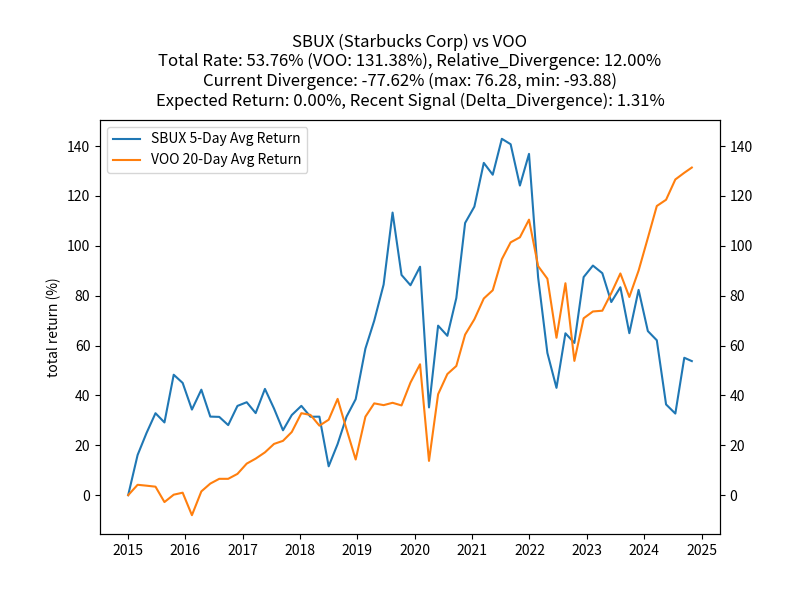 SBUX (Starbucks Corp) vs VOO
Total Rate: 53.76% (VOO: 131.38%), Relative_Divergence: 12.00%
Current Divergence: -77.62% (max: 76.28, min: -93.88)
Expected Return: 0.00%, Recent Signal (Delta_Divergence): 1.31%
SBUX 5-Day Avg Return
VOO 20-Day Avg Return
total return (%)
140
120
100
80
60
40
20
0
140
120
100
80
60
40
20
0
2015 2016 2017 2018 2019 2020 2021 2022 2023 2024 2025